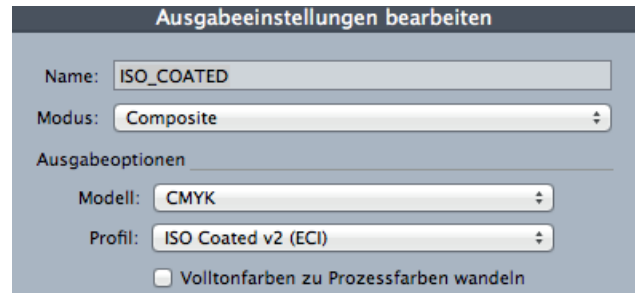 Ausgabeeinstellungen bearbeiten
Name: ISO_COATED
Modus: Composite
Ausgabeoptionen
Modell: CMYK
Profil: ISO Coated v2 (ECI)
Volltonfarben zu Prozessfarben wandeln